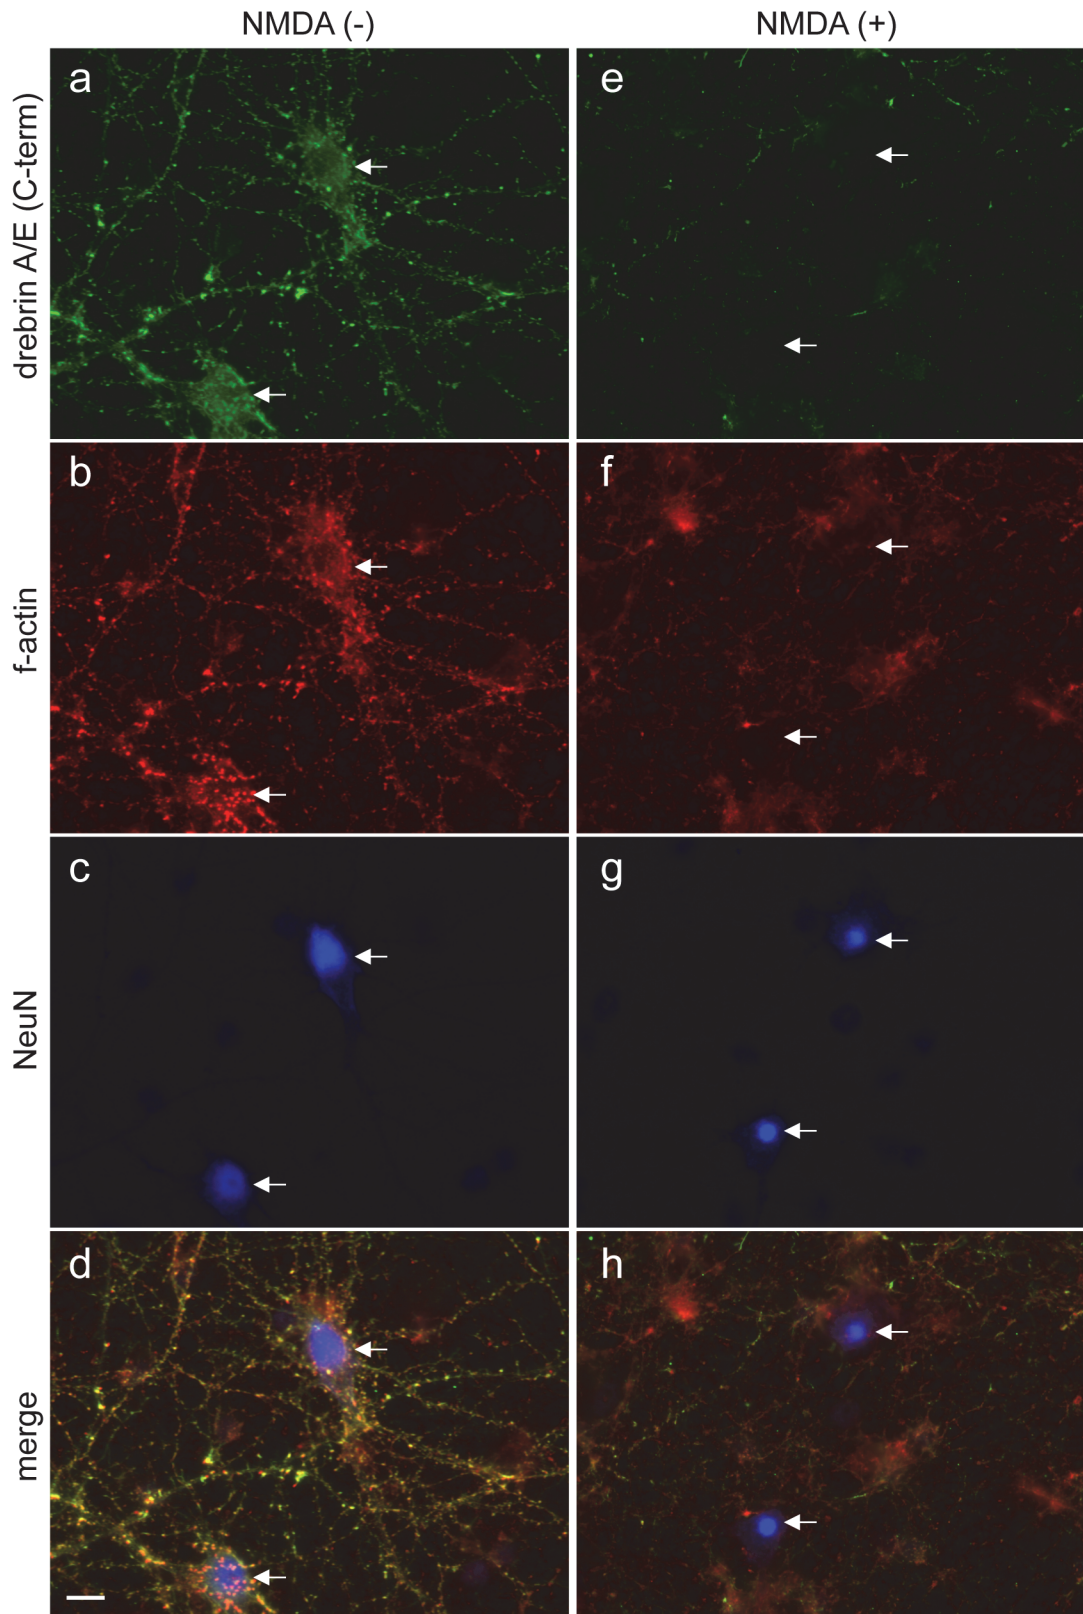 NMDA (-)
NMDA (+)
drebrin A/E (C-term)
a
e
f-actin
b
f
NeuN
c
g
merge
d
h